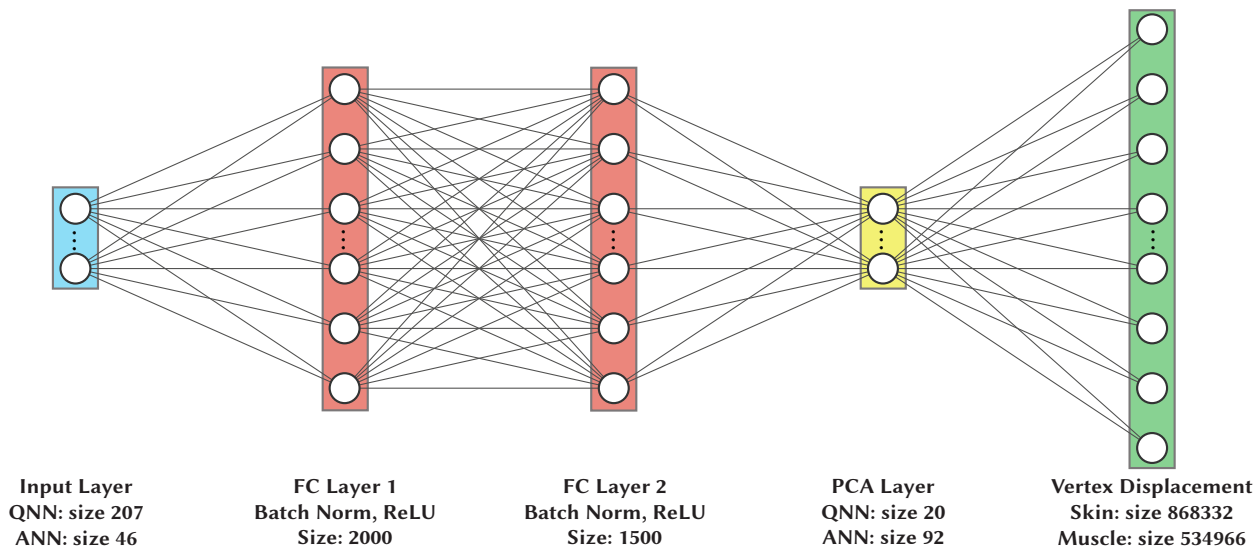 Input Layer
QNN: size 207
ANN: size 46
FC Layer 1
Batch Norm, ReLU
Size: 2000
FC Layer 2
Batch Norm, ReLU
Size: 1500
PCA Layer
QNN: size 20
ANN: size 92
Vertex Displacement
Skin: size 868332
Muscle: size 534966